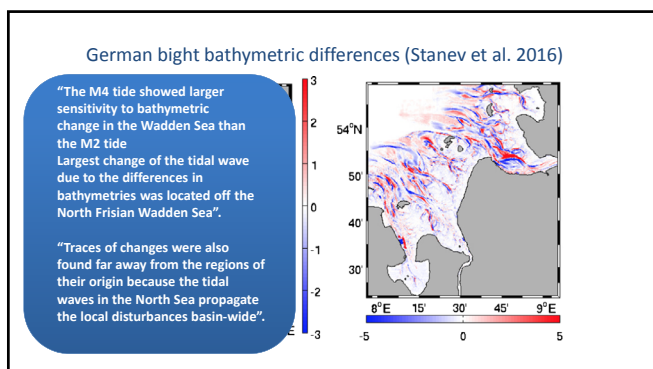 German bight bathymetric differences (Stanev et al. 2016)
“The M4 tide showed larger
sensitivity to bathymetric
change in the Wadden Sea than
the M2 tide
Largest change of the tidal wave
due to the differences in
bathymetries was located off the
North Frisian Wadden Sea”.
“Traces of changes were also
found far away from the regions of
their origin because the tidal
waves in the North Sea propagate
the local disturbances basin-wide”.
3
2
1
0
-1
-2
-3
E
54°N
50'
40'
30'
8°E 15' 30' 9°E
-5 0 5